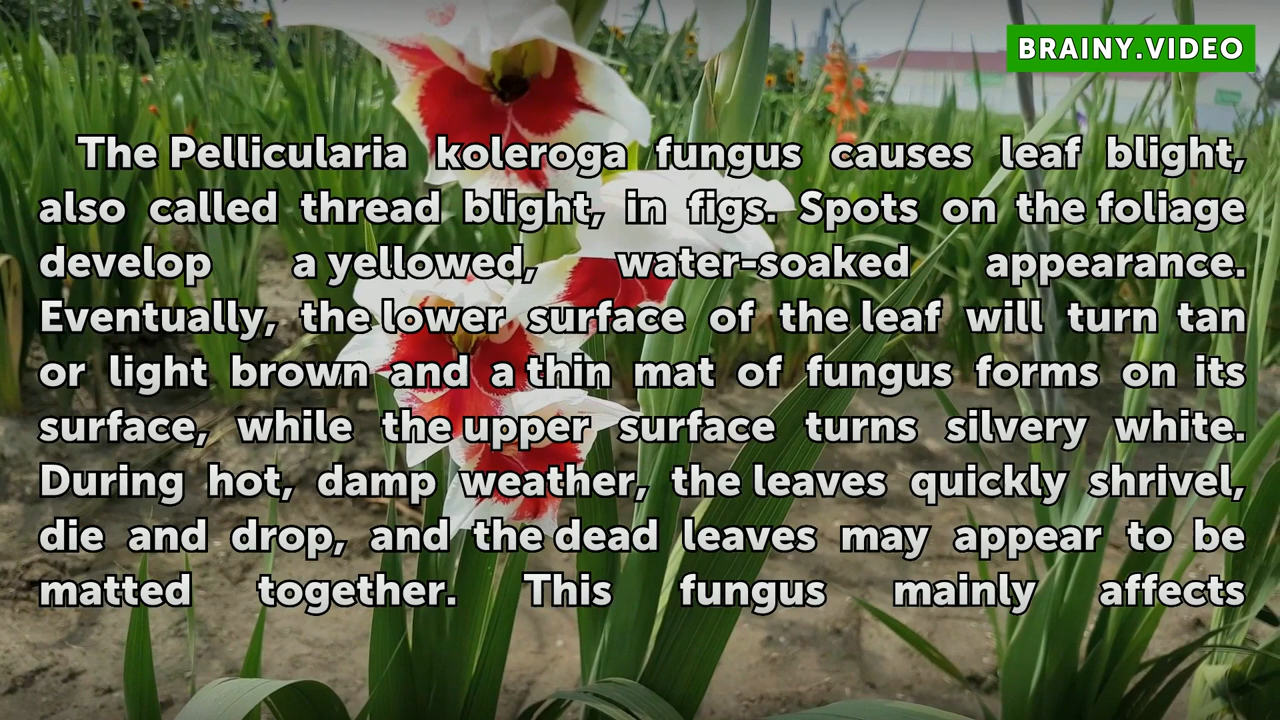 BRAINY.VIDEO
The Pellicularia koleroga fungus causes leaf blight,
also called thread blight, in figs. Spots on the foliage
develop a yellowed, water-soaked appearance.
Eventually, the lower surface of the leaf will turn tan
or light brown and a thin mat of fungus forms on its
surface, while the upper surface turns silvery white.
During hot, damp weather, the leaves quickly shrivel,
die and drop, and the dead leaves may appear to be
matted together. This fungus mainly affects